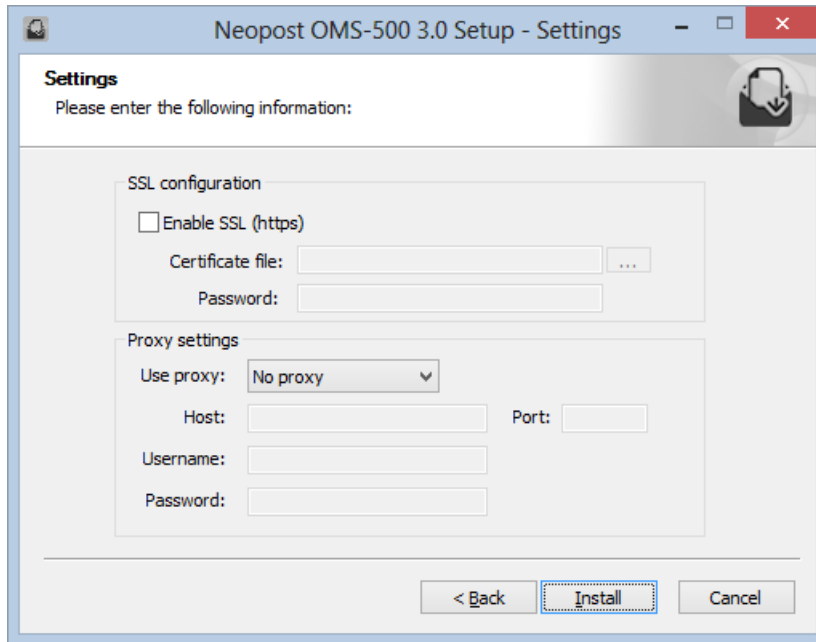 Neopost OMS-500 3.0 Setup - Settings
Settings
Please enter the following information:
SSL configuration
Enable SSL (https)
Certificate file: ...
Password:
Proxy settings
Use proxy: No proxy
Host: Port:
Username:
Password:
< Back Install Cancel